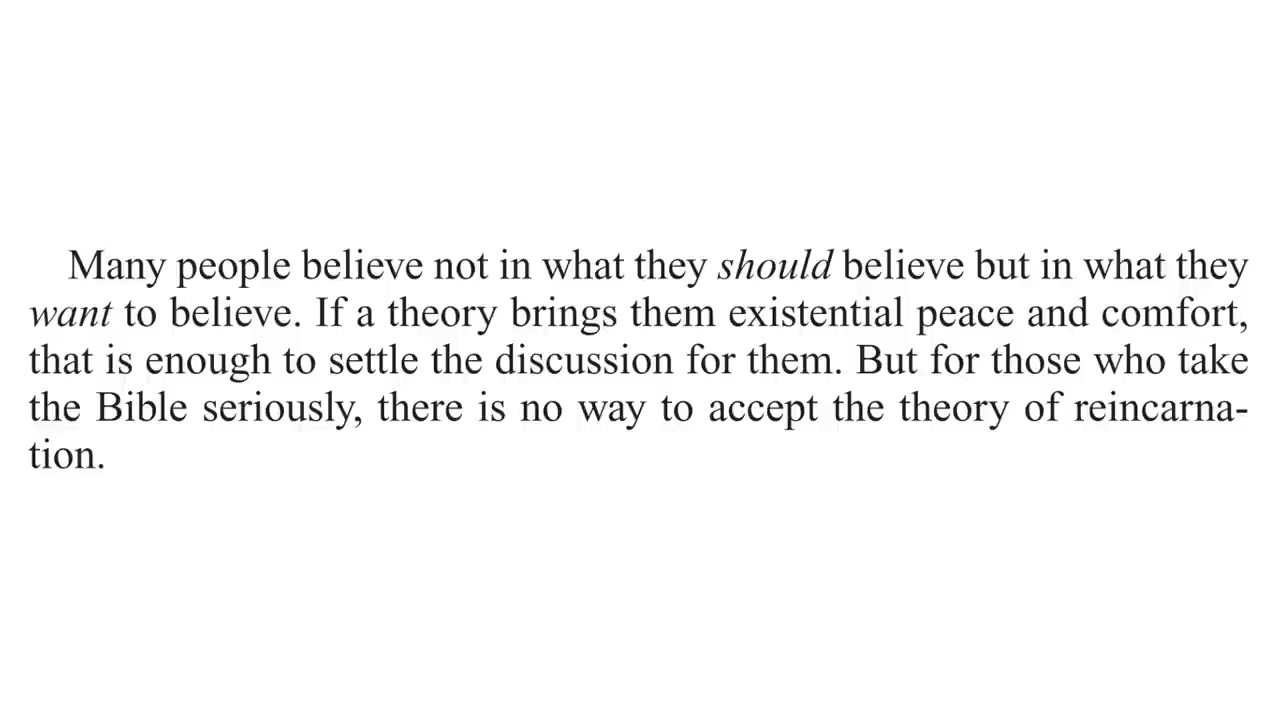 Many people believe not in what they should believe but in what they
want to believe. If a theory brings them existential peace and comfort,
that is enough to settle the discussion for them. But for those who take
the Bible seriously, there is no way to accept the theory of reincarna-
tion.